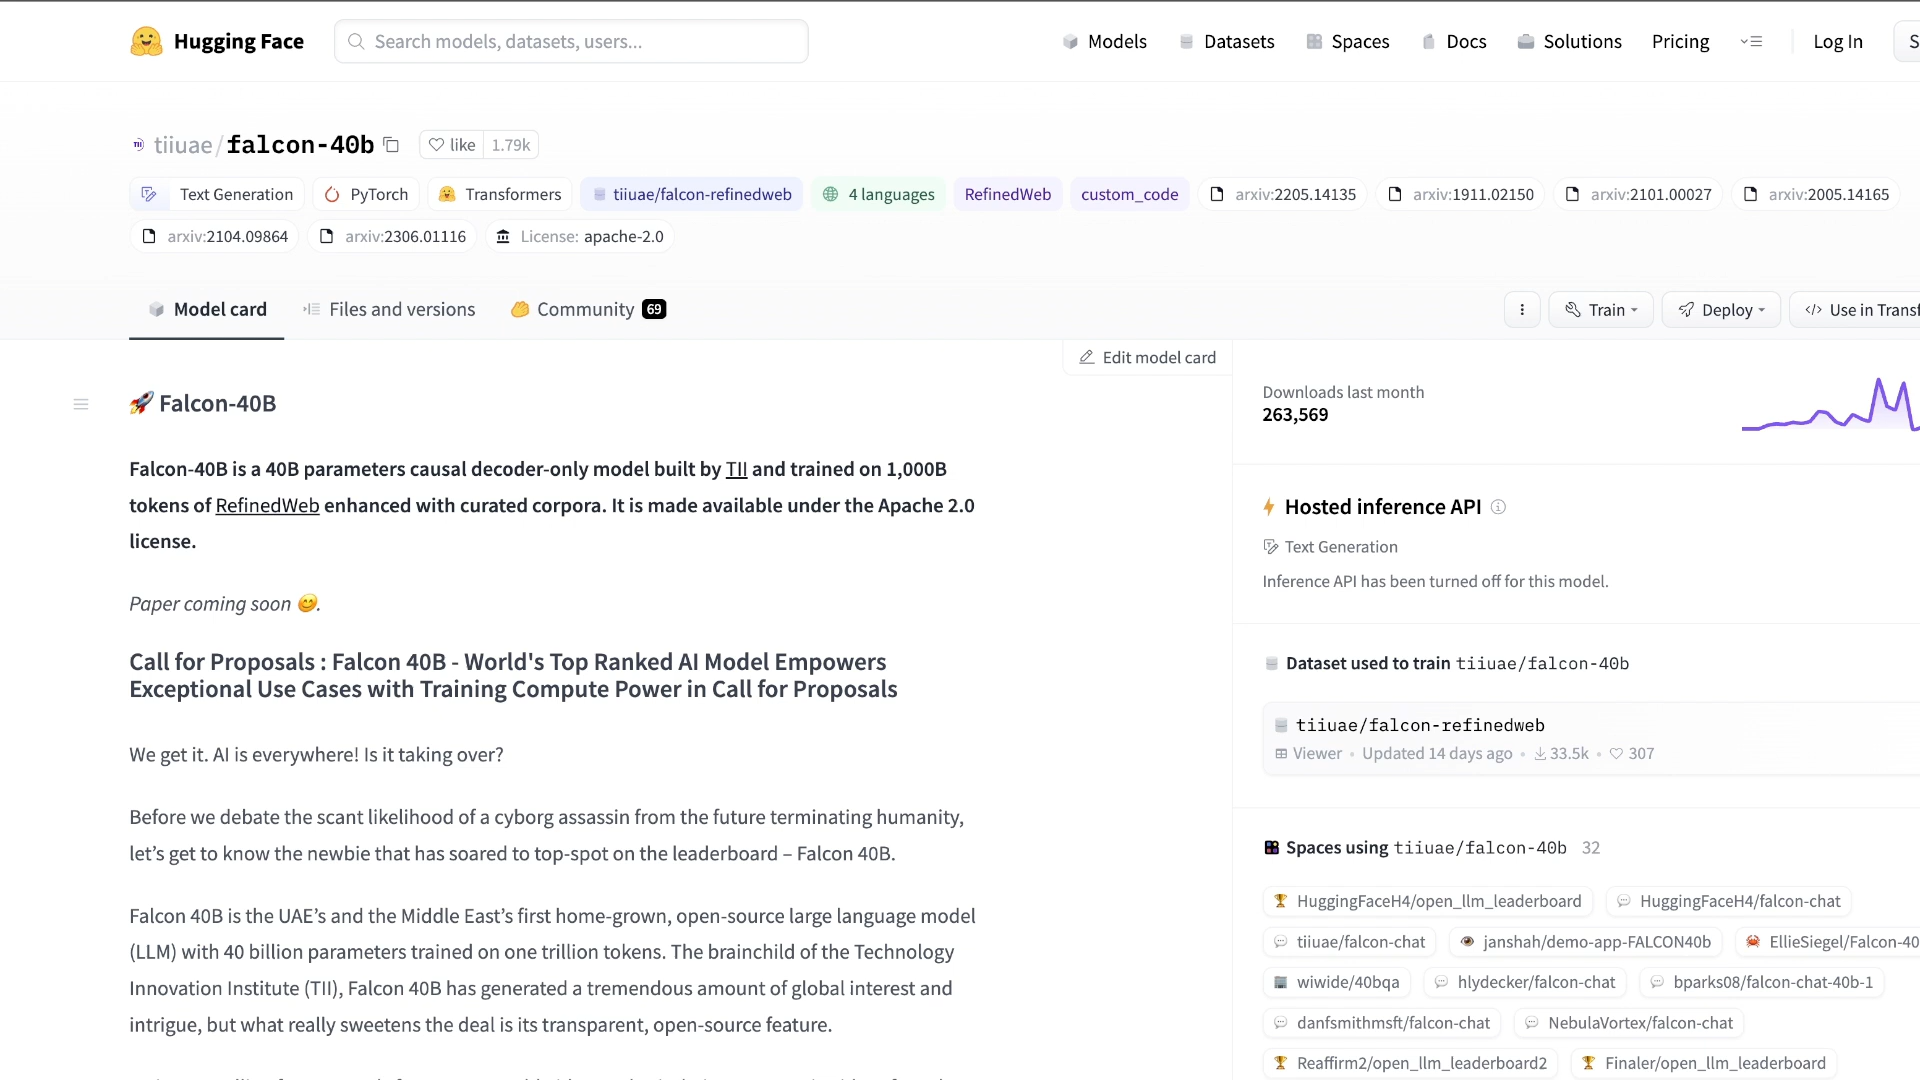 Hugging Face
Search models, datasets, users...
Models
Datasets
Spaces
Docs
Solutions
Pricing
Log In
tiiuae/falcon-40b
like 1.79k
Text Generation
PyTorch
Transformers
tiiuae/falcon-refinedweb
4 languages
RefinedWeb
custom_code
arxiv:2205.14135
arxiv:1911.02150
arxiv:2101.00027
arxiv:2005.14165
arxiv:2104.09864
arxiv:2306.01116
License: apache-2.0
Model card
Files and versions
Community 69
Train
Deploy
</> Use in Transf
Edit model card
🚀 Falcon-40B
Falcon-40B is a 40B parameters causal decoder-only model built by TII and trained on 1,000B
tokens of RefinedWeb enhanced with curated corpora. It is made available under the Apache 2.0
license.
Paper coming soon 😊.
Call for Proposals : Falcon 40B - World's Top Ranked AI Model Empowers
Exceptional Use Cases with Training Compute Power in Call for Proposals
We get it. AI is everywhere! Is it taking over?
Before we debate the scant likelihood of a cyborg assassin from the future terminating humanity,
let’s get to know the newbie that has soared to top-spot on the leaderboard – Falcon 40B.
Falcon 40B is the UAE’s and the Middle East’s first home-grown, open-source large language model
(LLM) with 40 billion parameters trained on one trillion tokens. The brainchild of the Technology
Innovation Institute (TII), Falcon 40B has generated a tremendous amount of global interest and
intrigue, but what really sweetens the deal is its transparent, open-source feature.
Downloads last month
263,569
Hosted inference API
Text Generation
Inference API has been turned off for this model.
Dataset used to train tiiuae/falcon-40b
tiiuae/falcon-refinedweb
Viewer • Updated 14 days ago • 33.5k • 307
Spaces using tiiuae/falcon-40b 32
HuggingFaceH4/open_llm_leaderboard
HuggingFaceH4/falcon-chat
tiiuae/falcon-chat
janshah/demo-app-FALCON40b
EllieSiegel/Falcon-40
wiwide/40bqa
hlydecker/falcon-chat
bparks08/falcon-chat-40b-1
danfsmithmsft/falcon-chat
NebulaVortex/falcon-chat
Reaffirm2/open_llm_leaderboard2
Finaler/open_llm_leaderboard